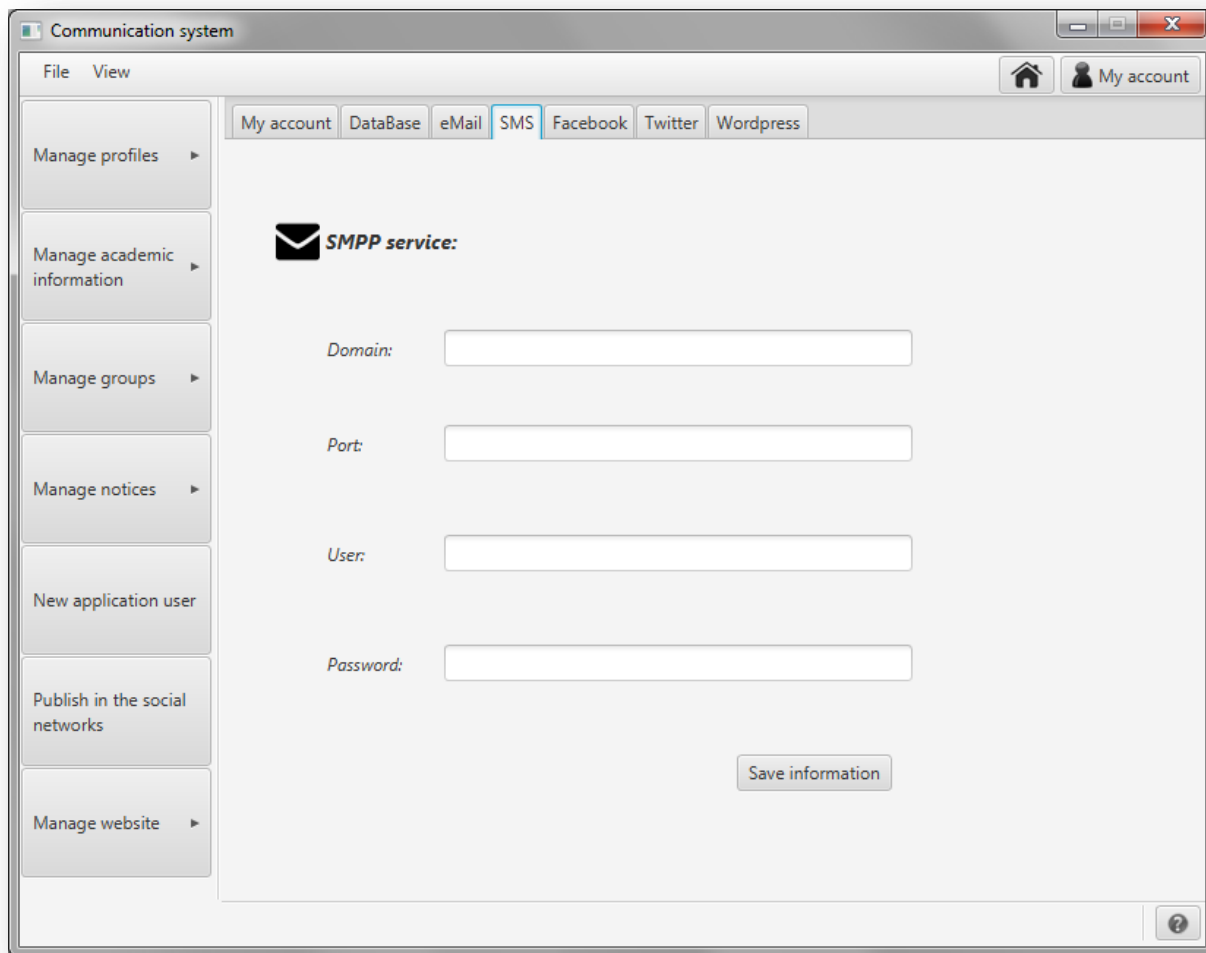 Communication system
File View
My account
My account DataBase eMail SMS Facebook Twitter Wordpress
Manage profiles
Manage academic
information
Manage groups
Manage notices
New application user
Publish in the social
networks
Manage website
SMPP service:
Domain:
Port:
User:
Password:
Save information